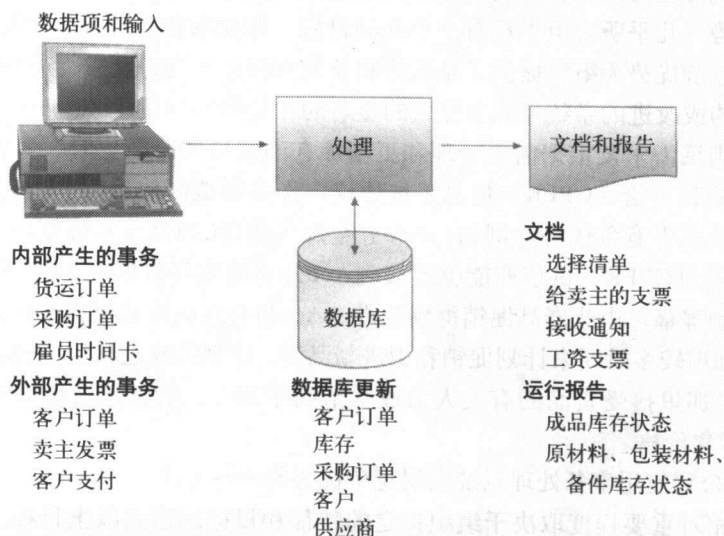 数据项和输入
处理
文档和报告
内部产生的事务
货运订单
采购订单
雇员时间卡
外部产生的事务
客户订单
卖主发票
客户支付
数据库
数据库更新
客户订单
库存
采购订单
客户
供应商
文档
选择清单
给卖主的支票
接收通知
工资支票
运行报告
成品库存状态
原材料、包装材料、
备件库存状态